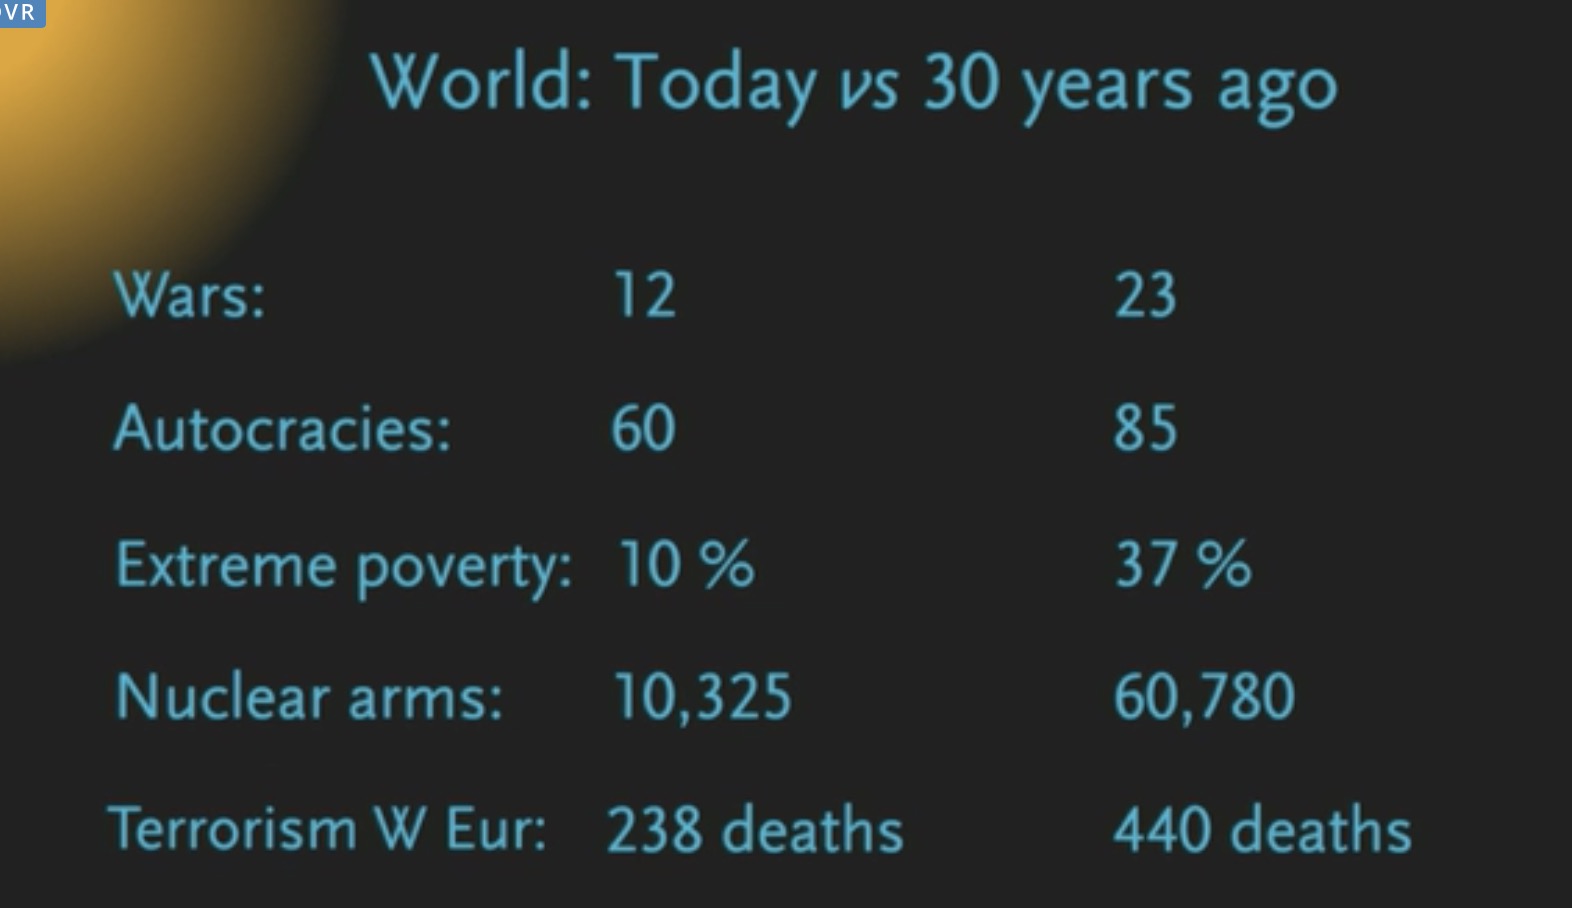 OVR
World: Today vs 30 years ago
Wars: 12 23
Autocracies: 60 85
Extreme poverty: 10 % 37 %
Nuclear arms: 10,325 60,780
Terrorism W Eur: 238 deaths 440 deaths